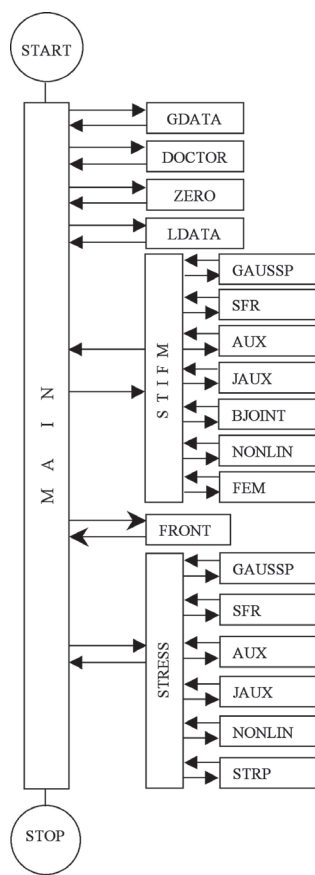 START
MAIN
GDATA
DOCTOR
ZERO
LDATA
STIFM
GAUSSP
SFR
AUX
JAUX
BJOINT
NONLIN
FEM
FRONT
STRESS
GAUSSP
SFR
AUX
JAUX
NONLIN
STRP
STOP